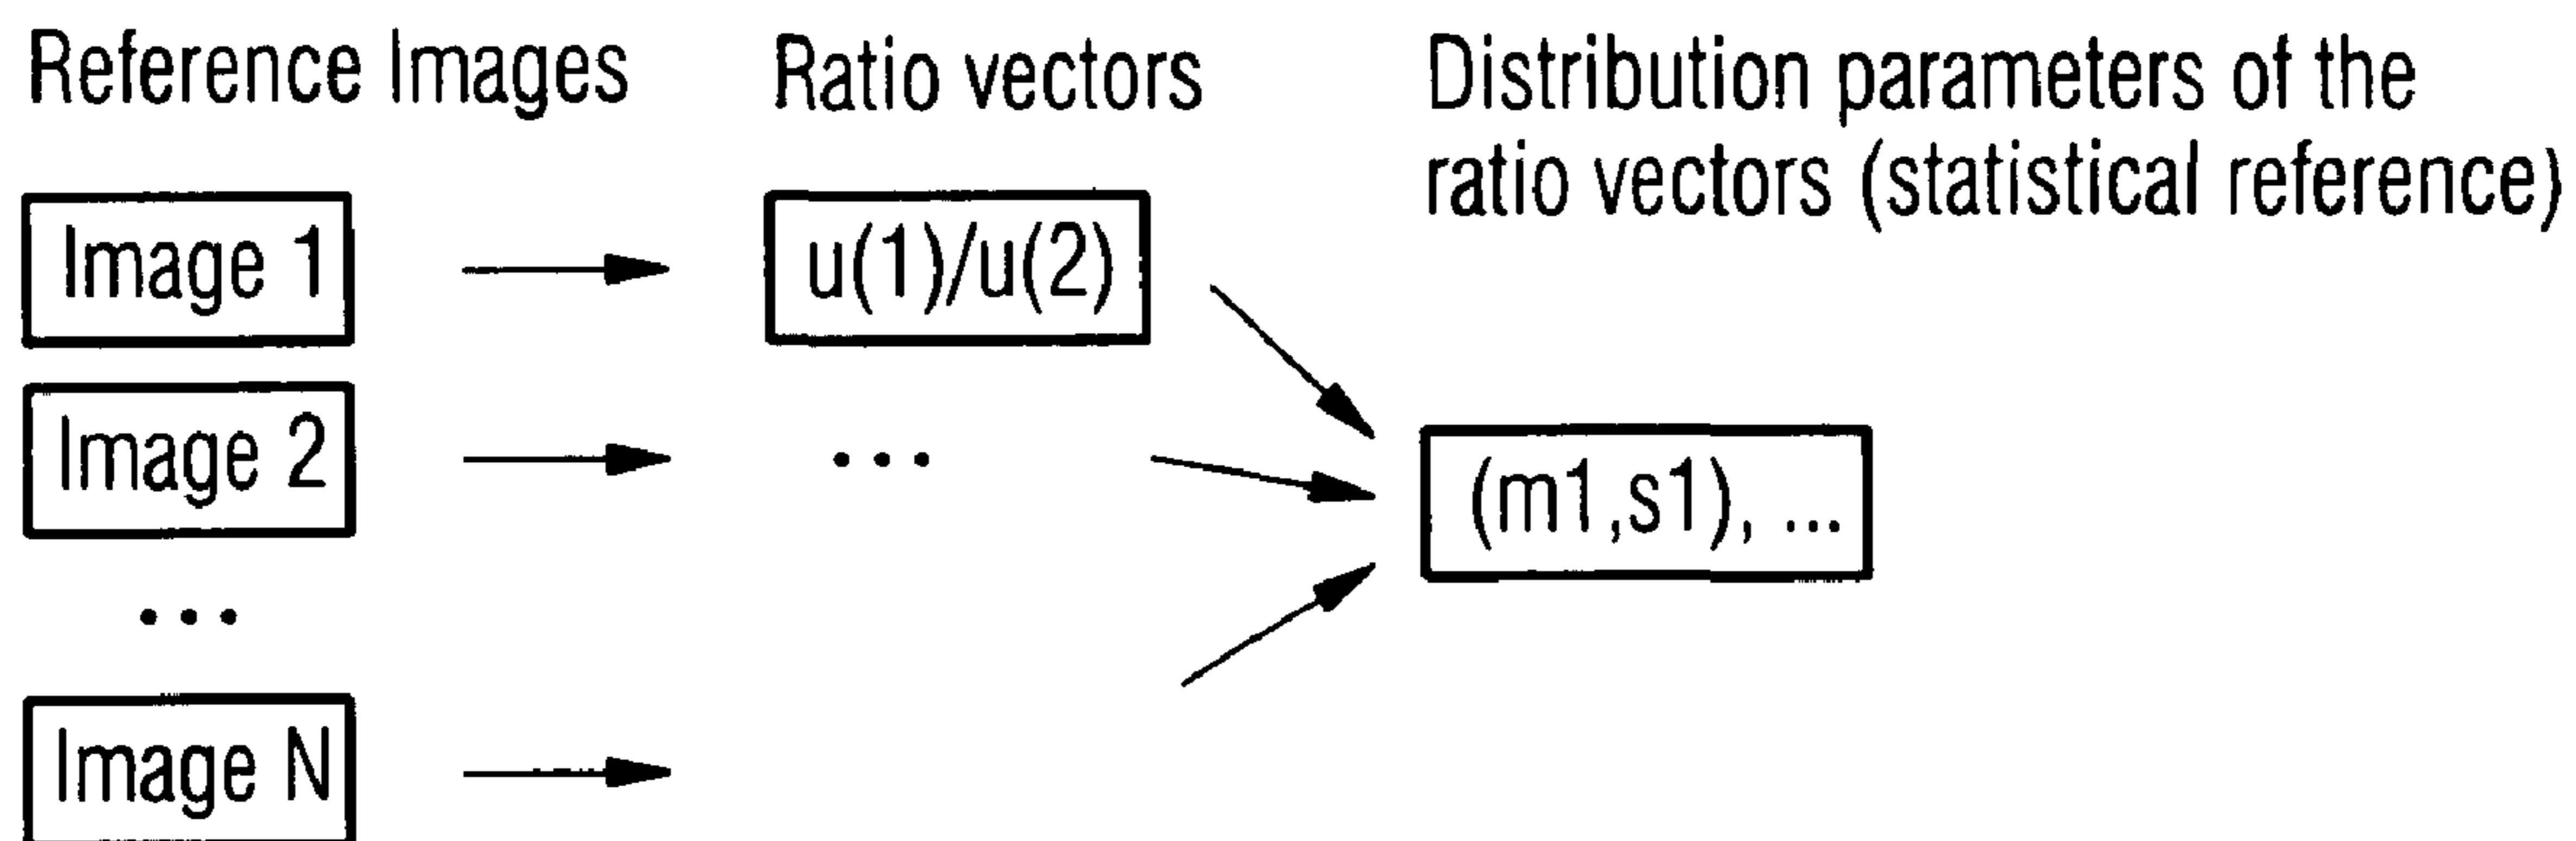 Reference Images
Ratio vectors
Distribution parameters of the
ratio vectors (statistical reference)
Image 1
u(1)/u(2)
Image 2
...
(m1,s1), ...
...
Image N